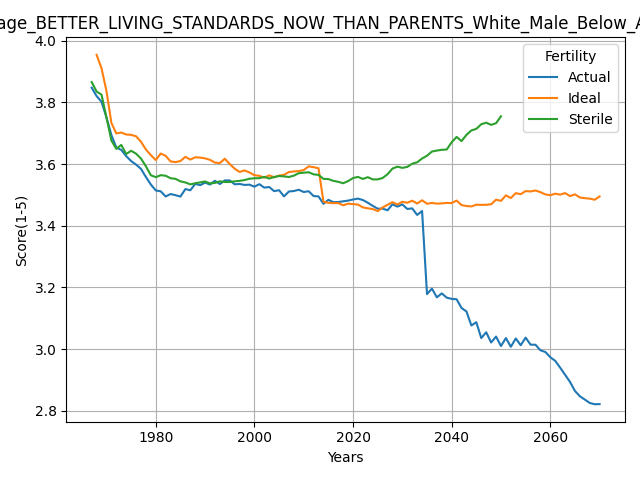 age_BETTER_LIVING_STANDARDS_NOW_THAN_PARENTS_White_Male_Below_A
4.0
3.8
3.6
3.4
3.2
3.0
2.8
Score(1-5)
Fertility
Actual
Ideal
Sterile
1980 2000 2020 2040 2060
Years